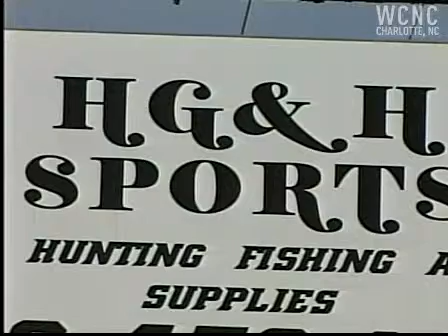 WCNC
CHARLOTTE, NC
HG&H
SPORTS
HUNTING FISHING A
SUPPLIES